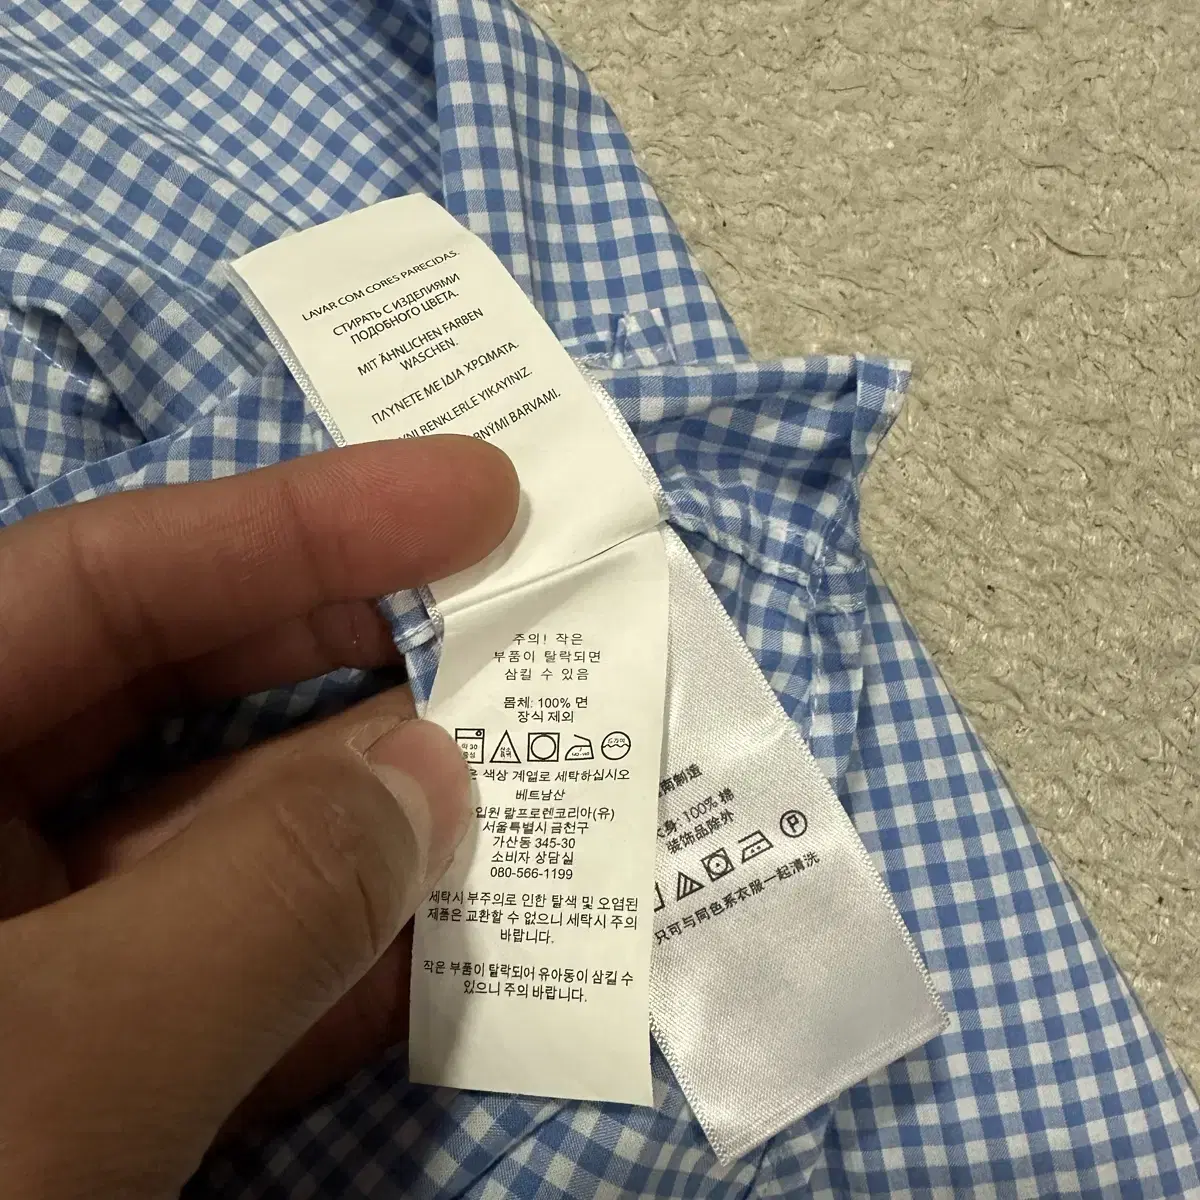 LAVAR COM CORES PARECIDAS.
СТИРАТЬ С ИЗДЕЛИЯМИ
ПОДОБНОГО ЦВЕТА.
MIT ÄHNLICHEN FARBEN
WASCHEN.
ΠΛΥΝΕΤΕ ΜΕ ΙΔΙΑ ΧΡΩΜΑΤΑ.
RENKLERLE YIKAYINIZ.
BARVAMI.
주의! 작은
부품이 탈락되면
삼킬 수 있음
몸체: 100% 면
장식 제외
약 30
중성
색상 계열로 세탁하십시오
베트남산
랄프로렌코리아(유)
서울특별시 금천구
가산동 345-30
소비자 상담실
080-566-1199
세탁시 부주의로 인한 탈색 및 오염된
제품은 교환할 수 없으니 세탁시 주의
바랍니다.
작은 부품이 탈락되어 유아동이 삼킬 수
있으니 주의 바랍니다.
南制造
身: 100% 棉
装饰品除外
P
只可与同色系衣服一起清洗